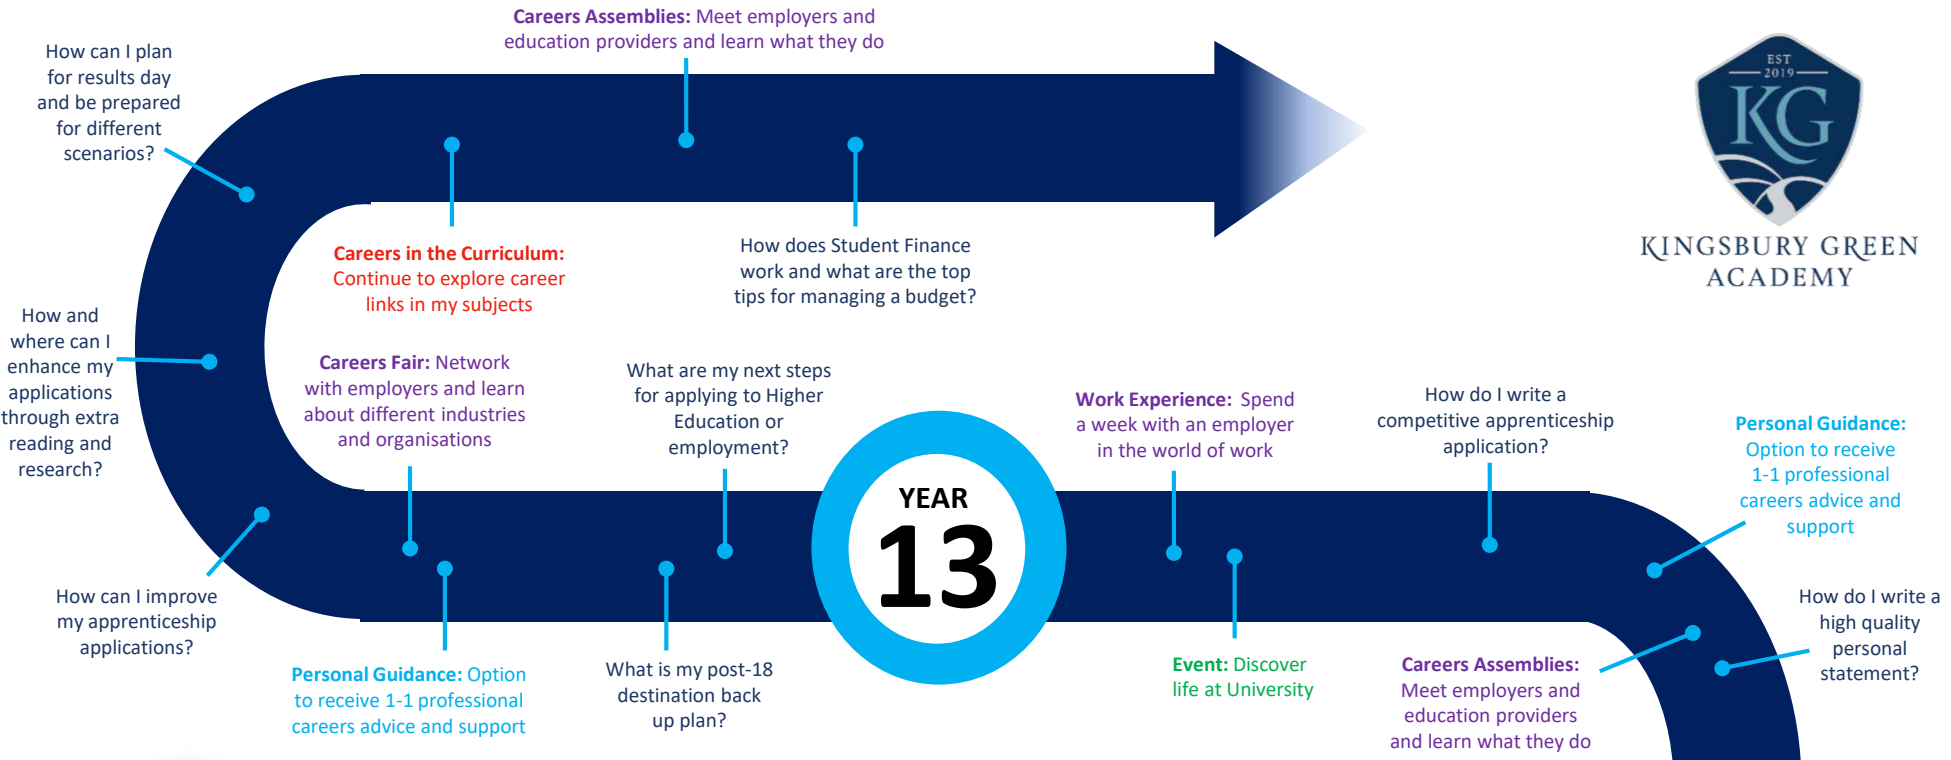 Careers Assemblies: Meet employers and
education providers and learn what they do
How can I plan
for results day
and be prepared
for different
scenarios?
EST
2019
KG
KINGSBURY GREEN
ACADEMY
Careers in the Curriculum:
Continue to explore career
links in my subjects
How does Student Finance
work and what are the top
tips for managing a budget?
How and
where can I
enhance my
applications
through extra
reading and
research?
Careers Fair: Network
with employers and learn
about different industries
and organisations
What are my next steps
for applying to Higher
Education or
employment?
YEAR
13
Work Experience: Spend
a week with an employer
in the world of work
How do I write a
competitive apprenticeship
application?
Personal Guidance:
Option to receive
1-1 professional
careers advice and
support
How can I improve
my apprenticeship
applications?
Personal Guidance: Option
to receive 1-1 professional
careers advice and support
What is my post-18
destination back
up plan?
Event: Discover
life at University
Careers Assemblies:
Meet employers and
education providers
and learn what they do
How do I write a
high quality
personal
statement?